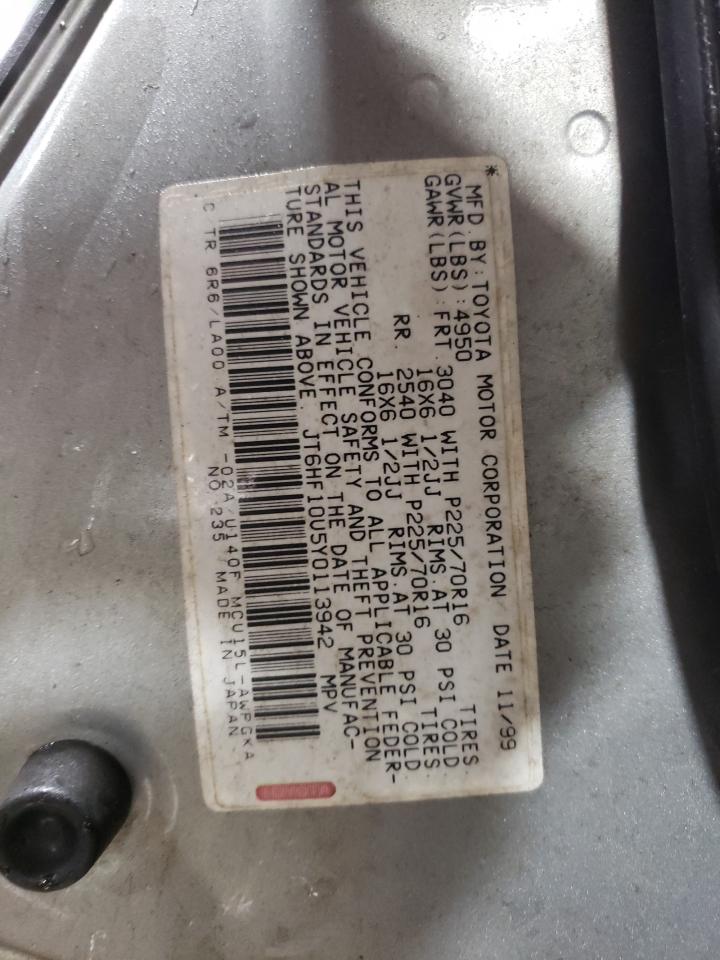 * MFD. BY: TOYOTA MOTOR CORPORATION DATE 11/99
GVWR(LBS): 4950
GAWR(LBS): FRT. 3040 WITH P225/70R16 TIRES.
16X6 1/2JJ RIMS.AT 30 PSI COLD
RR. 2540 WITH P225/70R16 TIRES.
16X6 1/2JJ RIMS.AT 30 PSI COLD
THIS VEHICLE CONFORMS TO ALL APPLICABLE FEDER-
AL MOTOR VEHICLE SAFETY AND THEFT PREVENTION
STANDARDS IN EFFECT ON THE DATE OF MANUFAC-
TURE SHOWN ABOVE. JT6HF10U5Y0113942 MPV
C TR 6R6/LA00 A/TM -02A/U140F MCU15L-AWPGKA
NO.235 MADE IN JAPAN
TOYOTA